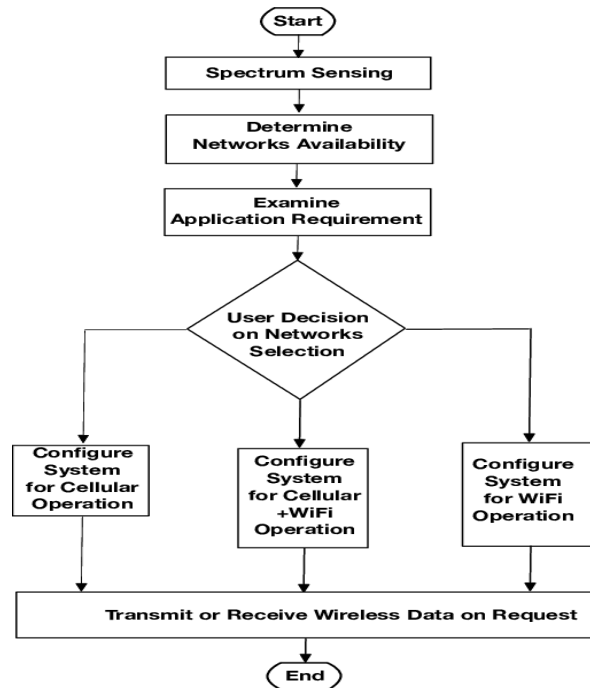 Start
Spectrum Sensing
Determine
Networks Availability
Examine
Application Requirement
User Decision
on Networks
Selection
Configure
System
for Cellular
Operation
Configure
System
for Cellular
+WiFi
Operation
Configure
System
for WiFi
Operation
Transmit or Receive Wireless Data on Request
End